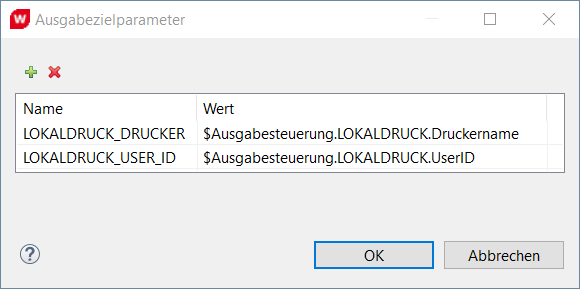 W Ausgabezielparameter
Name Wert
LOKALDRUCK_DRUCKER $Ausgabesteuerung.LOKALDRUCK.Druckername
LOKALDRUCK_USER_ID $Ausgabesteuerung.LOKALDRUCK.UserID
? OK Abbrechen